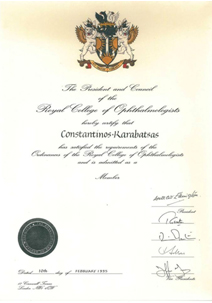 The President and Council
of the
Royal College of Ophthalmologists
hereby certify that
Constantinos Karabatsas
has satisfied the requirements of the
Ordinances of the Royal College of Ophthalmologists
and is admitted as a
Member
President
Dated 10th day of FEBRUARY 1995